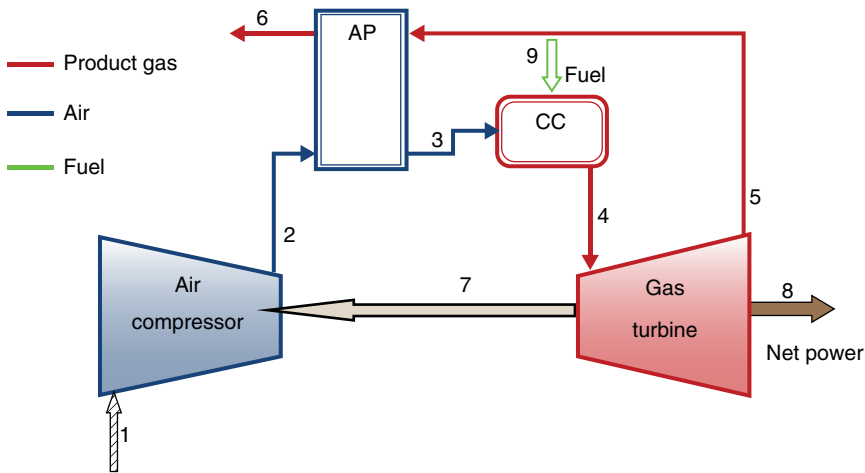 6
AP
9
Fuel
Product gas
Air
Fuel
CC
3
2
4
5
Air
compressor
7
Gas
turbine
8
Net power
1